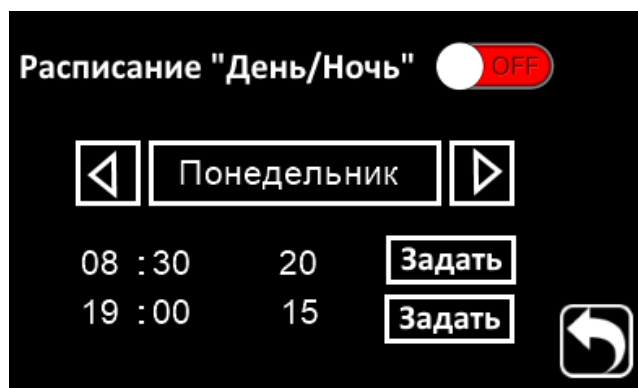 Расписание "День/Ночь" OFF
Понедельник
08 :30 20 Задать
19 :00 15 Задать